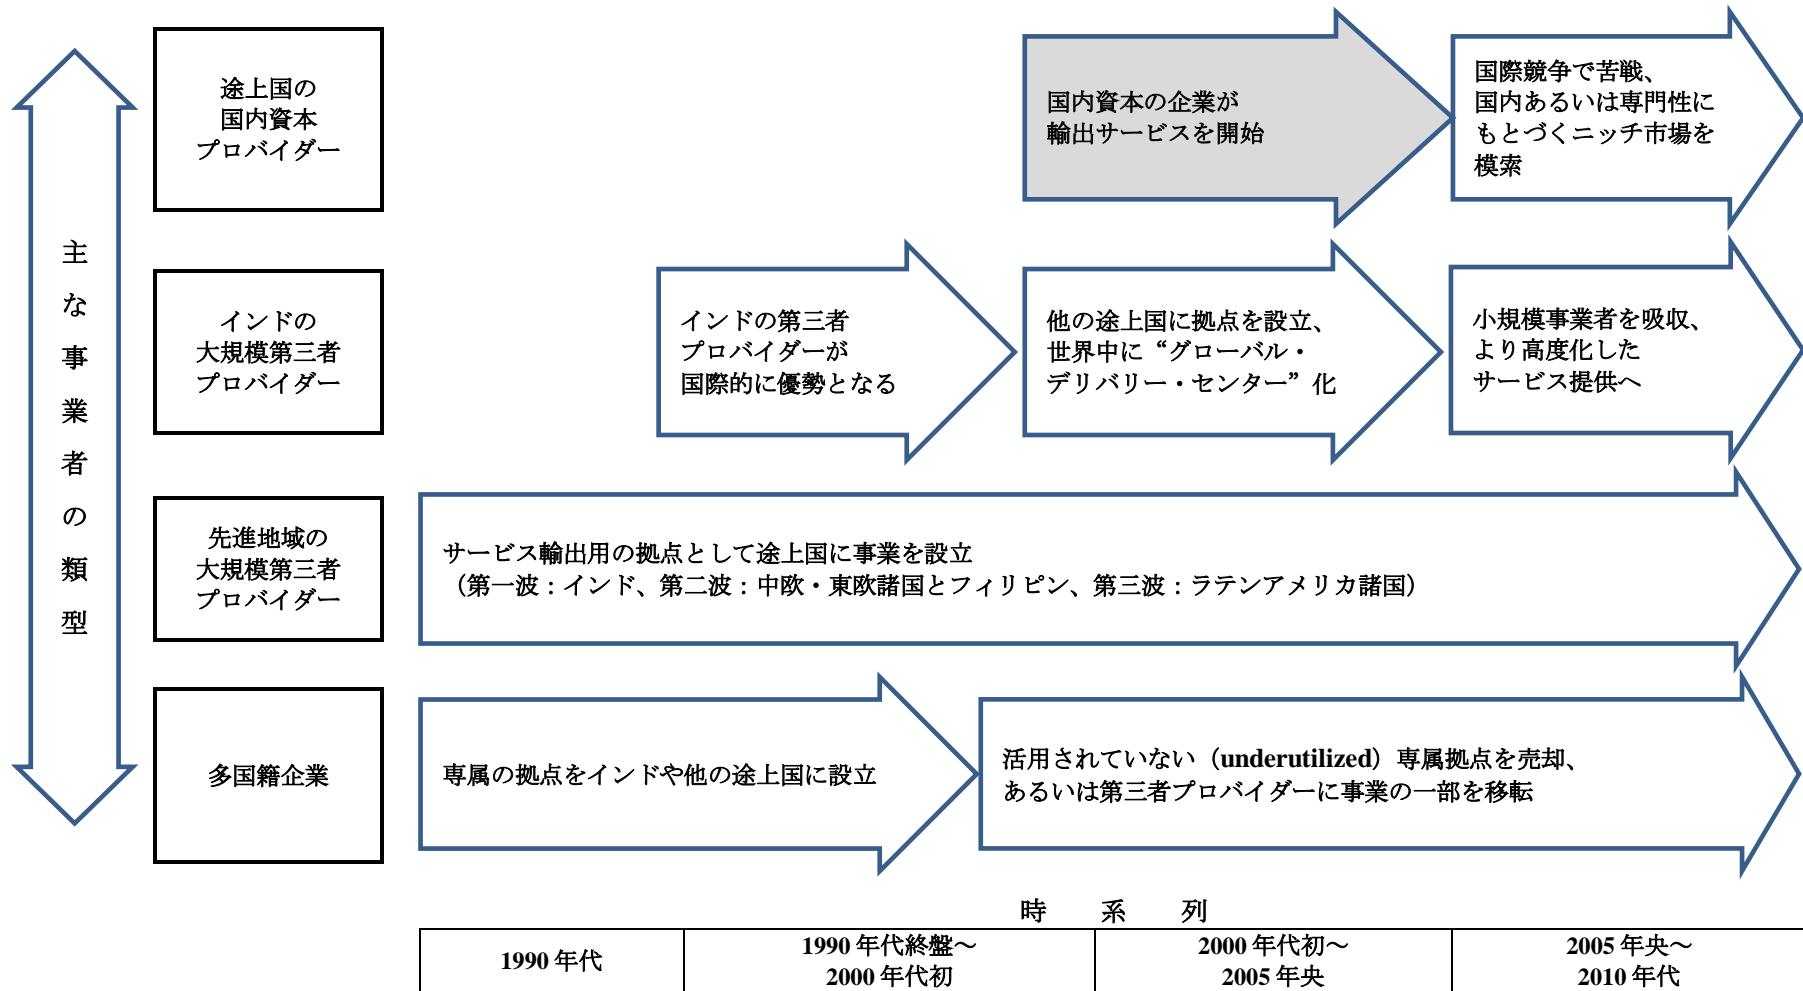 主な事業者の類型
途上国の
国内資本
プロバイダー
国内資本の企業が
輸出サービスを開始
国際競争で苦戦、
国内あるいは専門性に
もとづくニッチ市場を
模索
インドの
大規模第三者
プロバイダー
インドの第三者
プロバイダーが
国際的に優勢となる
他の途上国に拠点を設立、
世界中に“グローバル・
デリバリー・センター”化
小規模事業者を吸収、
より高度化した
サービス提供へ
先進地域の
大規模第三者
プロバイダー
サービス輸出用の拠点として途上国に事業を設立
（第一波：インド、第二波：中欧・東欧諸国とフィリピン、第三波：ラテンアメリカ諸国）
多国籍企業
専属の拠点をインドや他の途上国に設立
活用されていない（underutilized）専属拠点を売却、
あるいは第三者プロバイダーに事業の一部を移転
時　系　列
1990 年代
1990 年代終盤～
2000 年代初
2000 年代初～
2005 年央
2005 年央～
2010 年代